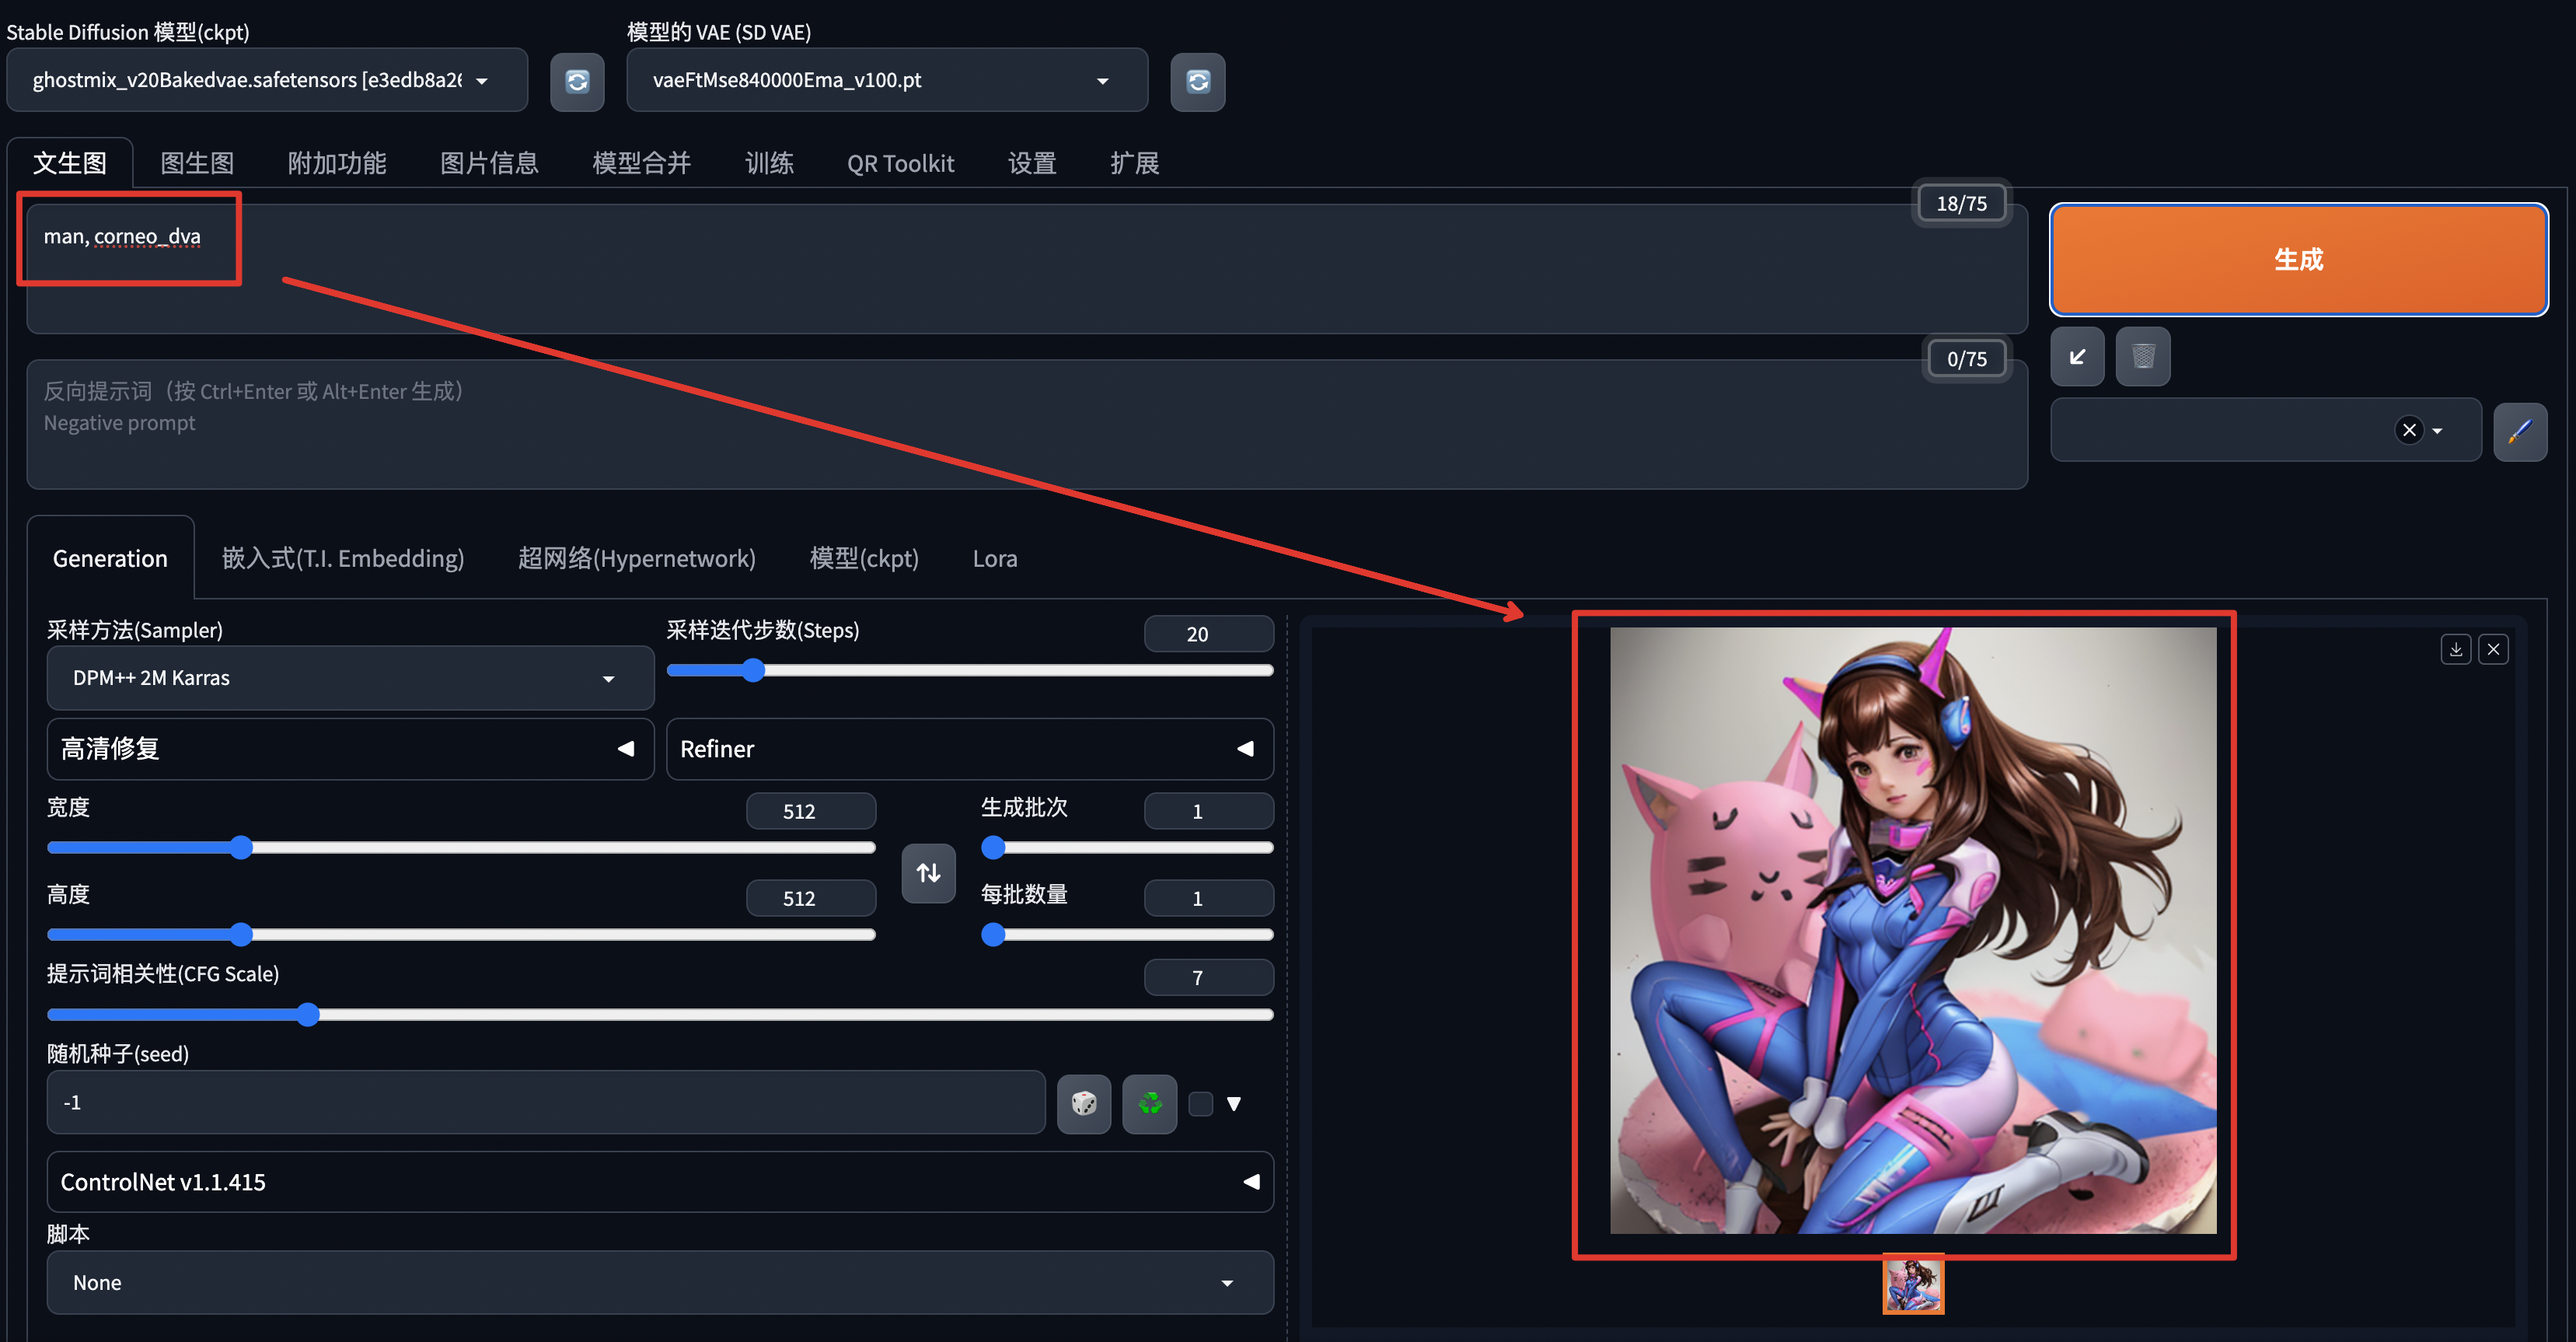 Stable Diffusion 模型(ckpt)
模型的 VAE (SD VAE)
ghostmix_v20Bakedvae.safetensors [e3edb8a26
vaeFtMse840000Ema_v100.pt
文生图
图生图
附加功能
图片信息
模型合并
训练
QR Toolkit
设置
扩展
18/75
man, corneo_dva
生成
0/75
反向提示词（按 Ctrl+Enter 或 Alt+Enter 生成）
Negative prompt
Generation
嵌入式(T.I. Embedding)
超网络(Hypernetwork)
模型(ckpt)
Lora
采样方法(Sampler)
采样迭代步数(Steps)
20
DPM++ 2M Karras
高清修复
Refiner
宽度
512
生成批次
1
高度
512
每批数量
1
提示词相关性(CFG Scale)
7
随机种子(seed)
-1
ControlNet v1.1.415
脚本
None